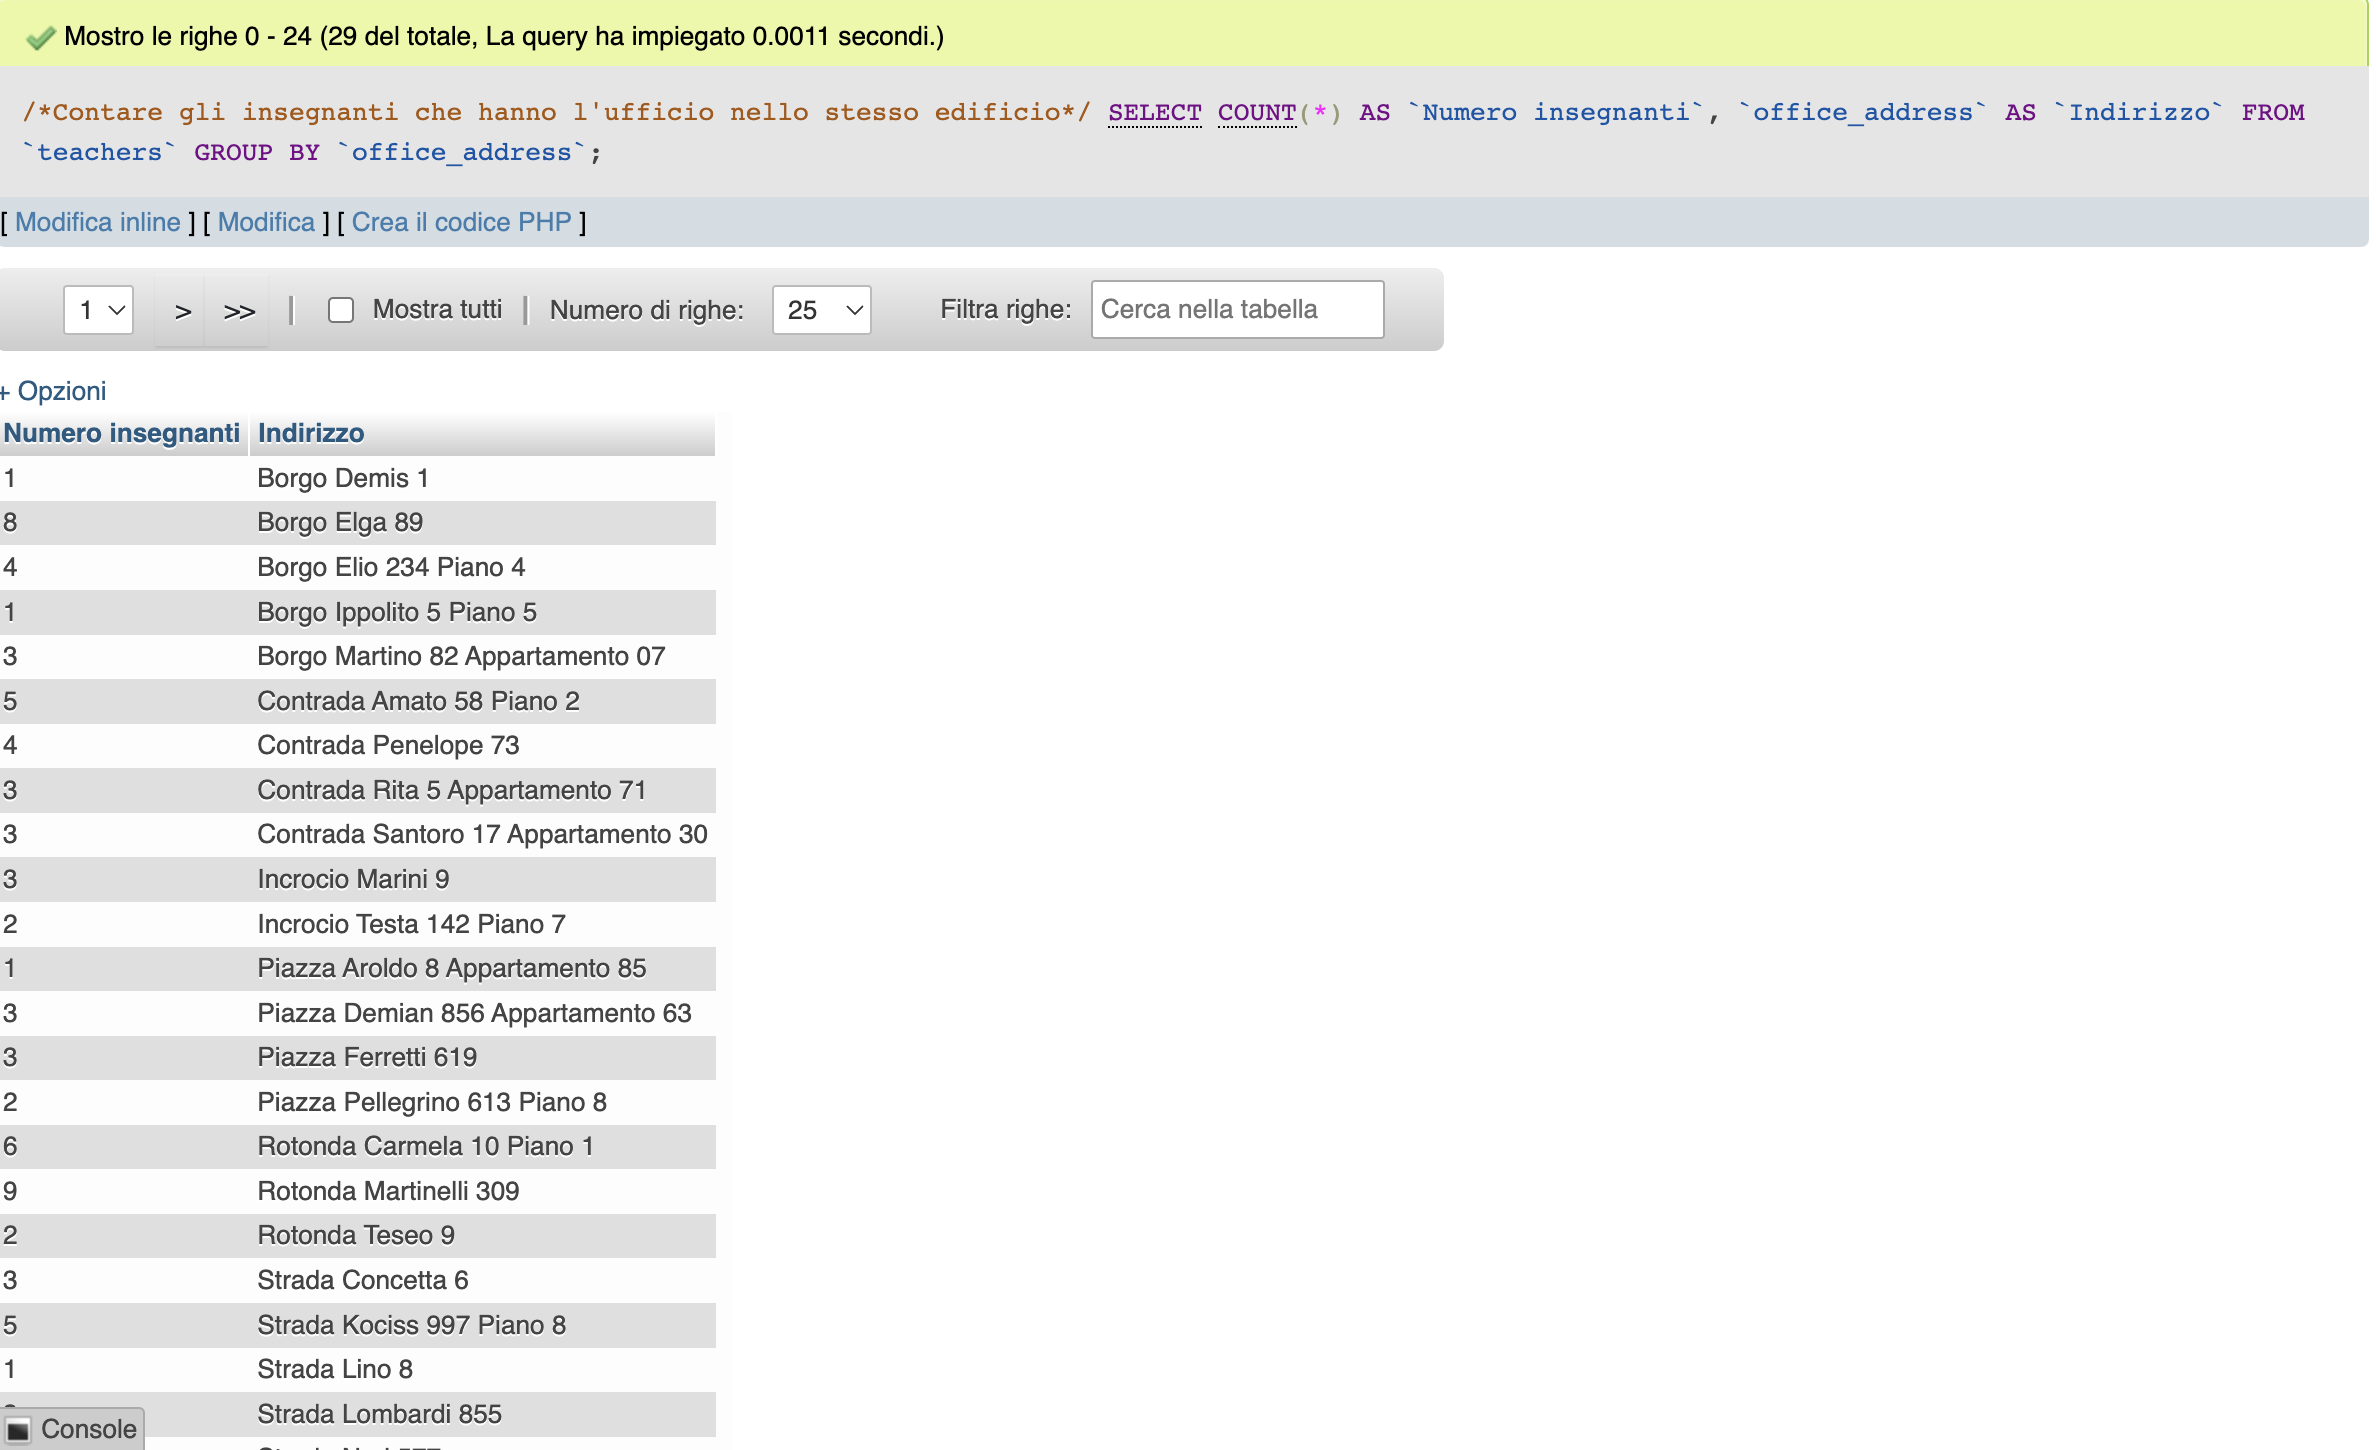 Mostro le righe 0 - 24 (29 del totale, La query ha impiegato 0.0011 secondi.)
/*Contare gli insegnanti che hanno l'ufficio nello stesso edificio*/ SELECT COUNT(*) AS `Numero insegnanti`, `office_address` AS `Indirizzo` FROM
`teachers` GROUP BY `office_address`;
[ Modifica inline ] [ Modifica ] [ Crea il codice PHP ]
1 > >> | Mostra tutti | Numero di righe: 25 Filtra righe: Cerca nella tabella
+ Opzioni
Numero insegnanti Indirizzo
1 Borgo Demis 1
8 Borgo Elga 89
4 Borgo Elio 234 Piano 4
1 Borgo Ippolito 5 Piano 5
3 Borgo Martino 82 Appartamento 07
5 Contrada Amato 58 Piano 2
4 Contrada Penelope 73
3 Contrada Rita 5 Appartamento 71
3 Contrada Santoro 17 Appartamento 30
3 Incrocio Marini 9
2 Incrocio Testa 142 Piano 7
1 Piazza Aroldo 8 Appartamento 85
3 Piazza Demian 856 Appartamento 63
3 Piazza Ferretti 619
2 Piazza Pellegrino 613 Piano 8
6 Rotonda Carmela 10 Piano 1
9 Rotonda Martinelli 309
2 Rotonda Teseo 9
3 Strada Concetta 6
5 Strada Kociss 997 Piano 8
1 Strada Lino 8
Strada Lombardi 855
Console